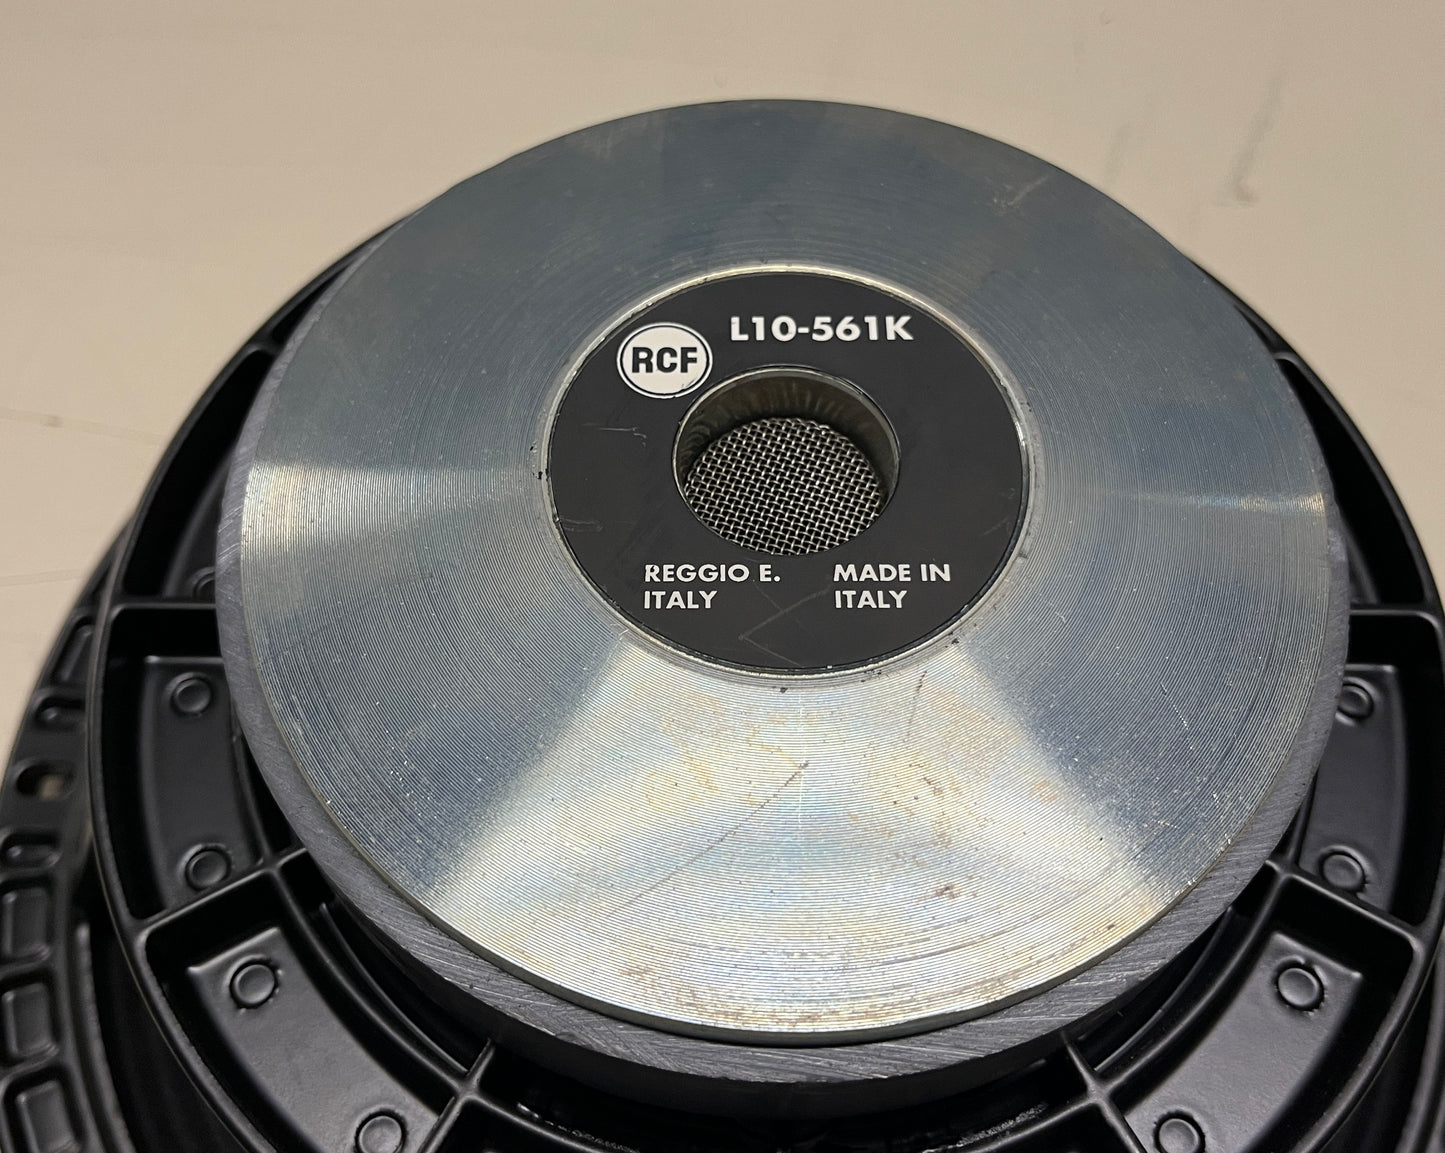 L10-561K
RCF
REGGIO E.
ITALY
MADE IN
ITALY